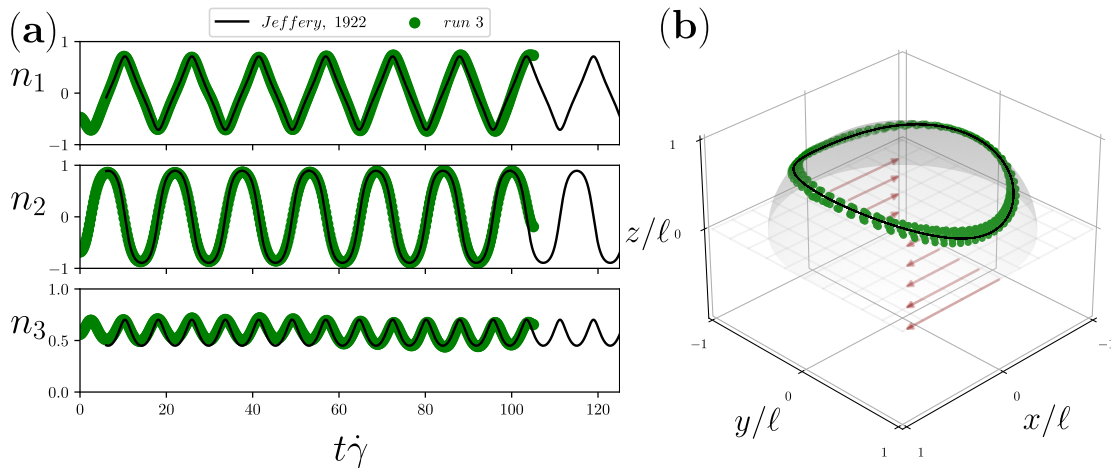 (a)
Jeffery, 1922
run 3
n₁
1
0
−1
n₂
1
0
−1
n₃
1.0
0.5
0.0
0 20 40 60 80 100 120
tγ̇
(b)
z/ℓ
1
0
−1
0
1
y/ℓ
−1
0
1
x/ℓ